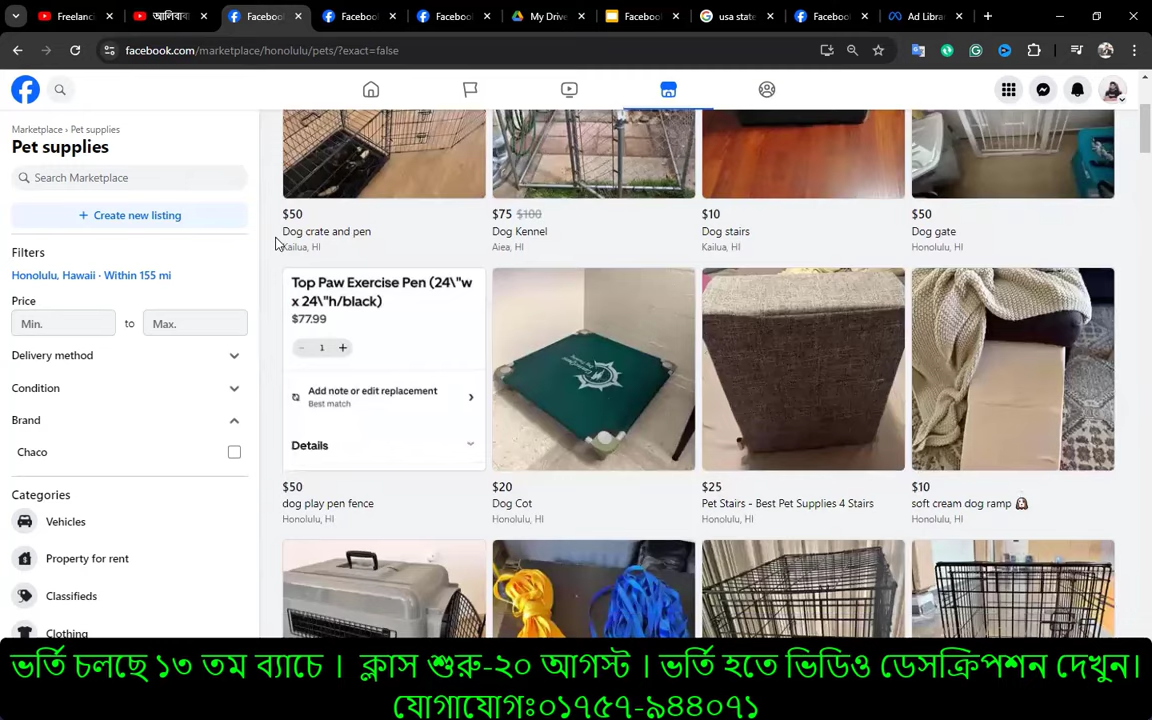 Freelanci
আলিবাবা
Facebook
Facebook
Facebook
My Drive
Facebook
usa state
Facebook
Ad Libra
facebook.com/marketplace/honolulu/pets/?exact=false
Marketplace › Pet supplies
Pet supplies
Search Marketplace
+ Create new listing
Filters
Honolulu, Hawaii · Within 155 mi
Price
Min.
to
Max.
Delivery method
Condition
Brand
Chaco
Categories
Vehicles
Property for rent
Classifieds
Clothing
$50
Dog crate and pen
Kailua, HI
$75 $100
Dog Kennel
Aiea, HI
$10
Dog stairs
Kailua, HI
$50
Dog gate
Honolulu, HI
Top Paw Exercise Pen (24\"w
x 24\"h/black)
$77.99
− 1 +
Add note or edit replacement
Best match
Details
$50
dog play pen fence
Honolulu, HI
$20
Dog Cot
Honolulu, HI
$25
Pet Stairs - Best Pet Supplies 4 Stairs
Honolulu, HI
$10
soft cream dog ramp 🐶
Honolulu, HI
ভর্তি চলছে ১৩ তম ব্যাচে । ক্লাস শুরু-২০ আগস্ট । ভর্তি হতে ভিডিও ডেসক্রিপশন দেখুন।
যোগাযোগঃ০১৭৫৭-৯৪৪০৭১